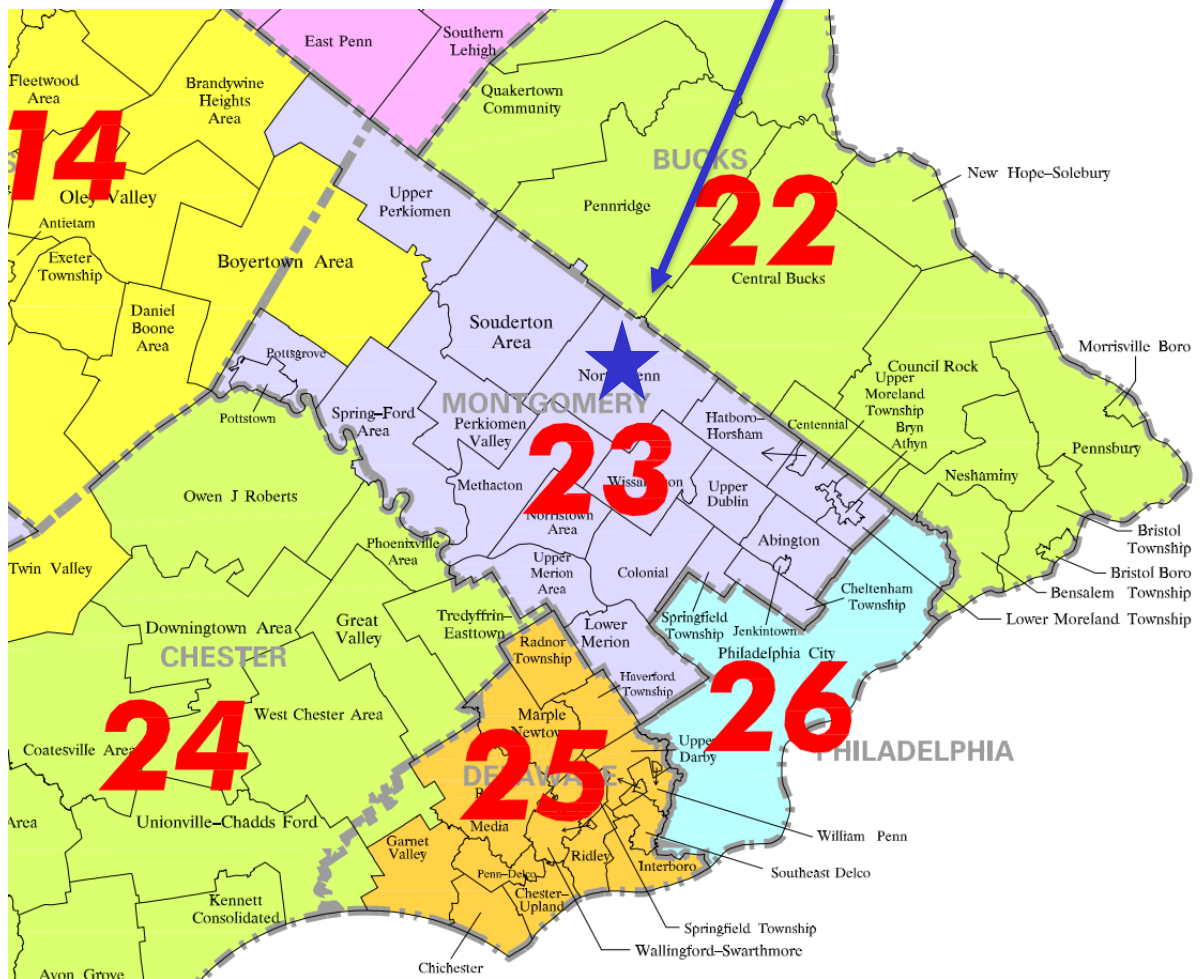 East Penn
Southern
Lehigh
Fleetwood
Area
Brandywine
Heights
Area
Quakertown
Community
14
BUCKS
22
New Hope–Solebury
Oley Valley
Upper
Perkiomen
Pennridge
Antietam
Exeter
Township
Boyertown Area
Central Bucks
Daniel
Boone
Area
Souderton
Area
Pottsgrove
Morrisville Boro
Council Rock
Upper
Moreland
Township
Bryn
Athyn
MONTGOMERY
Pottstown
Spring–Ford
Area
Perkiomen
Valley
23
Hatboro–
Horsham
Centennial
Pennsbury
Neshaminy
Methacton
Upper
Dublin
Owen J Roberts
Norristown
Area
Abington
Bristol
Township
Phoenixville
Area
Upper
Merion
Area
Colonial
Twin Valley
Cheltenham
Township
Bristol Boro
Bensalem Township
Lower Moreland Township
Downingtown Area
Great
Valley
Tredyffrin–
Easttown
Lower
Merion
Springfield
Township
Jenkintown
CHESTER
Radnor
Township
Philadelphia City
Haverford
Township
26
24
West Chester Area
Marple
Coatesville Area
25
Upper
Darby
PHILADELPHIA
DELAWARE
Area
Unionville–Chadds Ford
Media
William Penn
Garnet
Valley
Ridley
Interboro
Southeast Delco
Penn–Delco
Chester–
Upland
Kennett
Consolidated
Springfield Township
Wallingford–Swarthmore
Chichester
Avon Grove